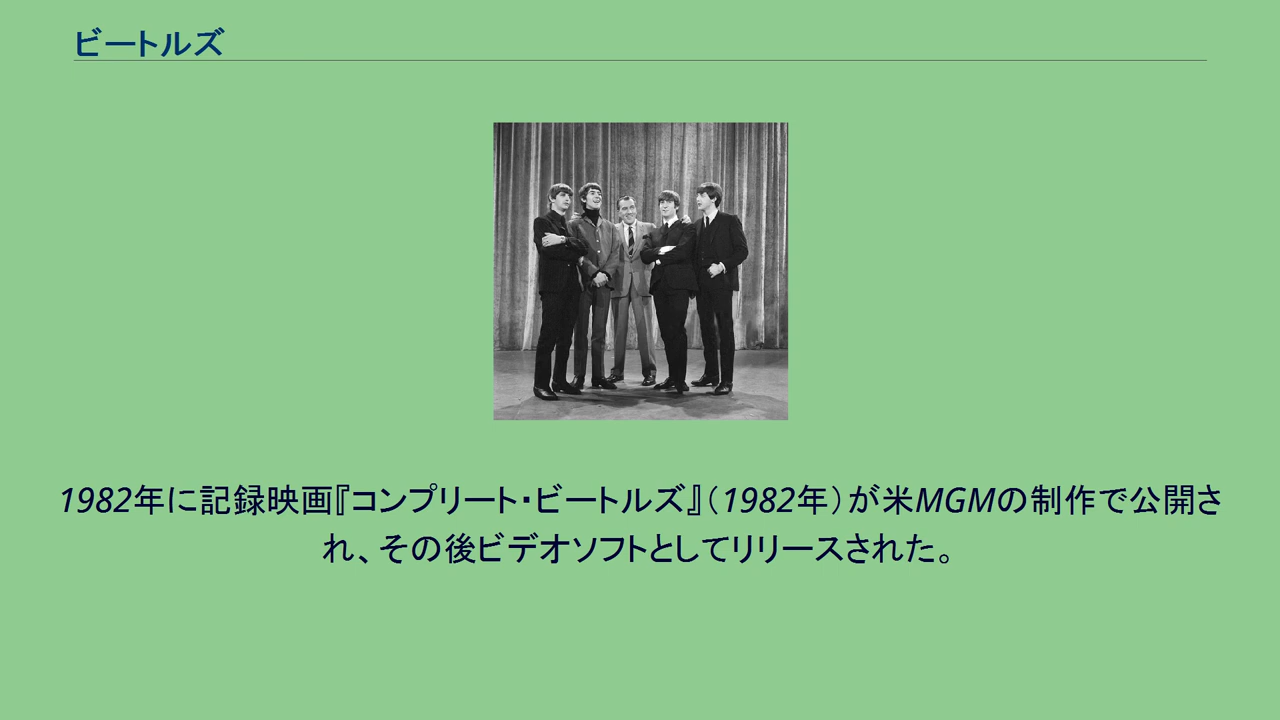 ビートルズ
1982年に記録映画『コンプリート・ビートルズ』（1982年）が米MGMの制作で公開さ
れ、その後ビデオソフトとしてリリースされた。